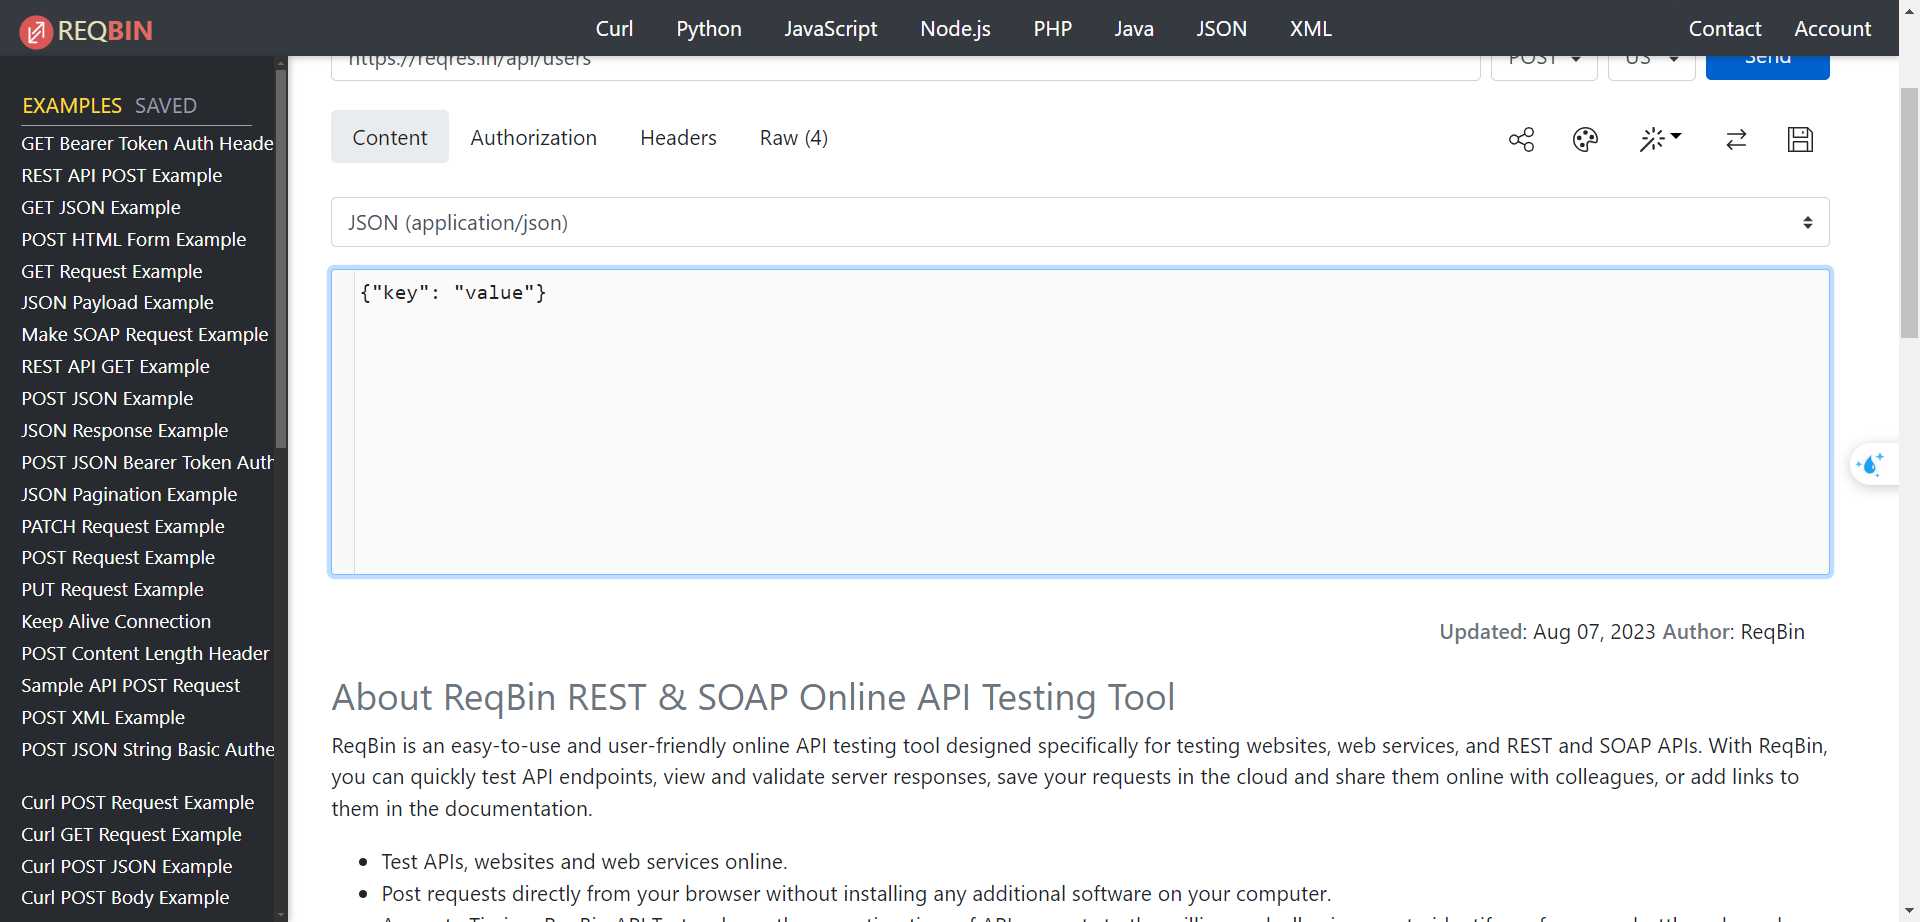 REQBIN
Curl Python JavaScript Node.js PHP Java JSON XML
Contact Account
https://reqres.in/api/users
POST US Send
EXAMPLES SAVED
GET Bearer Token Auth Heade
REST API POST Example
GET JSON Example
POST HTML Form Example
GET Request Example
JSON Payload Example
Make SOAP Request Example
REST API GET Example
POST JSON Example
JSON Response Example
POST JSON Bearer Token Auth
JSON Pagination Example
PATCH Request Example
POST Request Example
PUT Request Example
Keep Alive Connection
POST Content Length Header
Sample API POST Request
POST XML Example
POST JSON String Basic Authe
Curl POST Request Example
Curl GET Request Example
Curl POST JSON Example
Curl POST Body Example
Content Authorization Headers Raw (4)
JSON (application/json)
{"key": "value"}
Updated: Aug 07, 2023 Author: ReqBin
About ReqBin REST & SOAP Online API Testing Tool
ReqBin is an easy-to-use and user-friendly online API testing tool designed specifically for testing websites, web services, and REST and SOAP APIs. With ReqBin,
you can quickly test API endpoints, view and validate server responses, save your requests in the cloud and share them online with colleagues, or add links to
them in the documentation.
Test APIs, websites and web services online.
Post requests directly from your browser without installing any additional software on your computer.